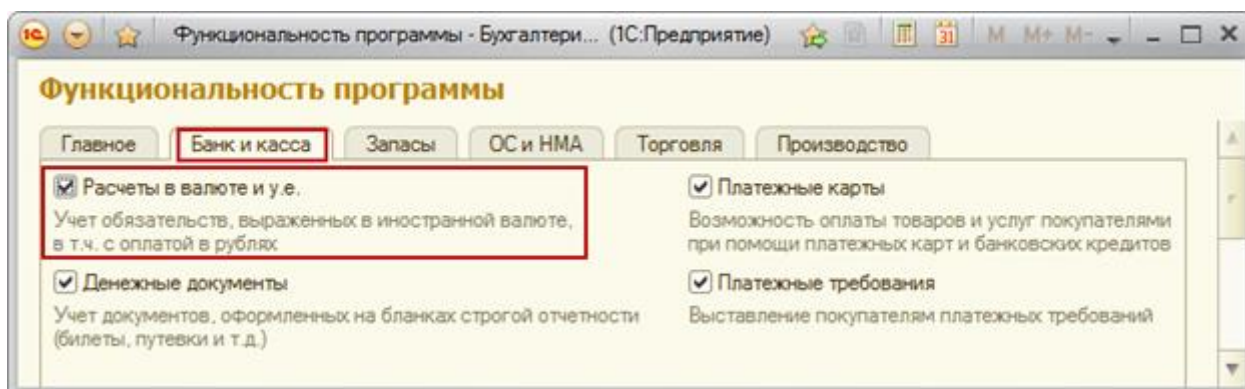 1С Функциональность программы - Бухгалтери... (1С:Предприятие) 31 M M+ M-
Функциональность программы
Главное Банк и касса Запасы ОС и НМА Торговля Производство
Расчеты в валюте и у.е.
Учет обязательств, выраженных в иностранной валюте,
в т.ч. с оплатой в рублях
Платежные карты
Возможность оплаты товаров и услуг покупателями
при помощи платежных карт и банковских кредитов
Денежные документы
Учет документов, оформленных на бланках строгой отчетности
(билеты, путевки и т.д.)
Платежные требования
Выставление покупателям платежных требований